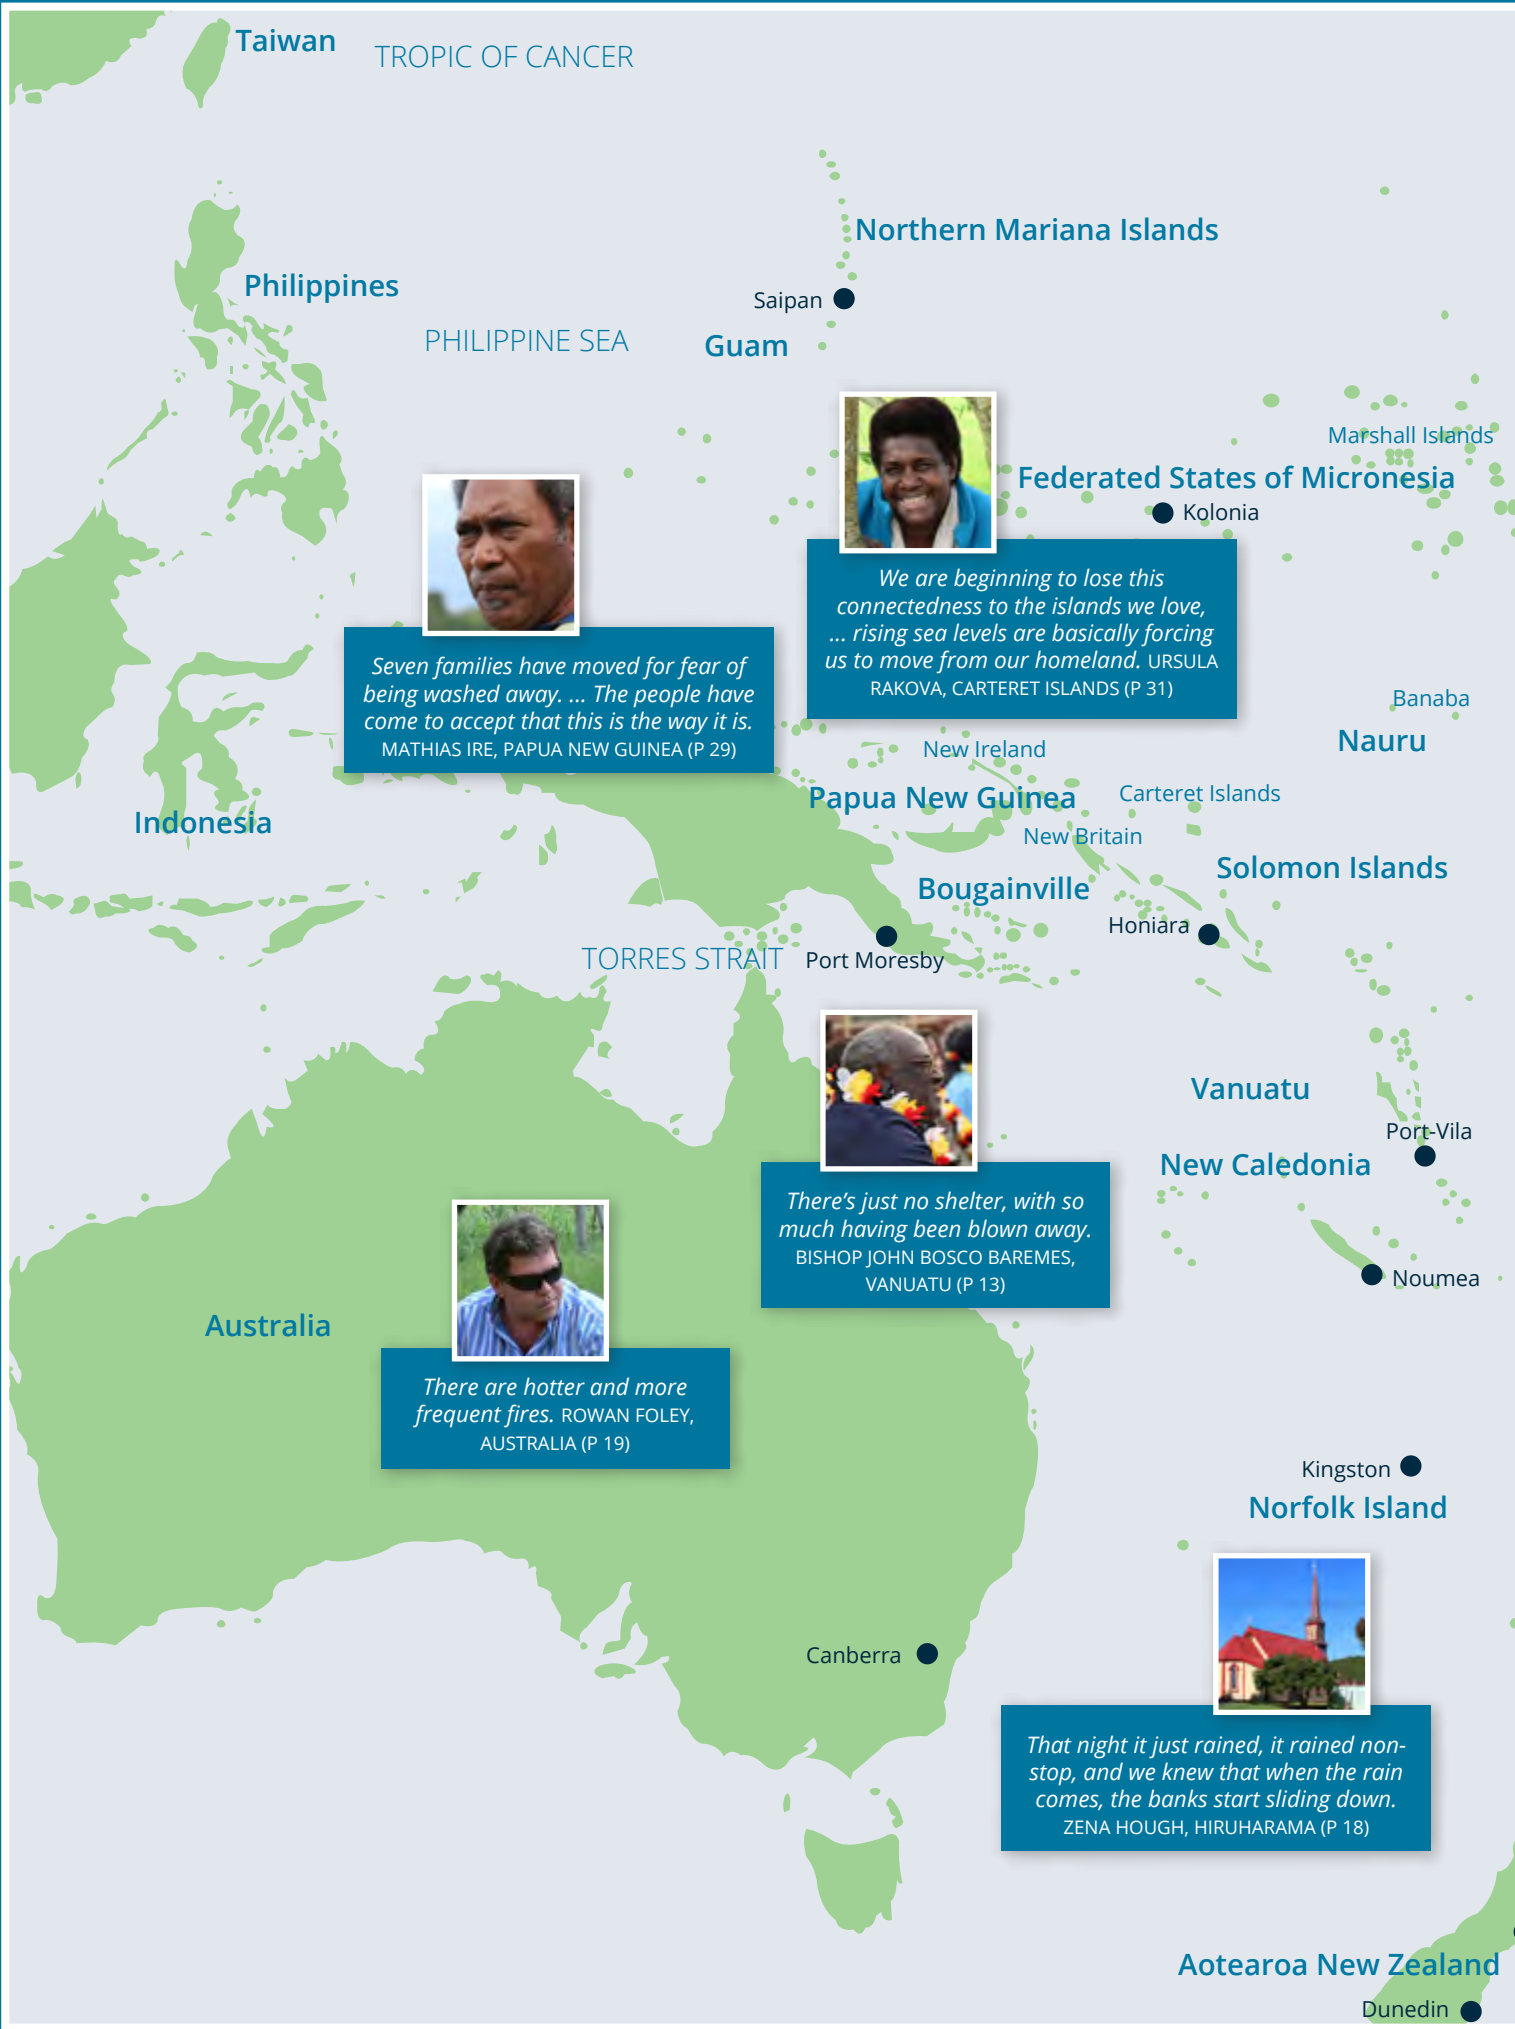 Taiwan
TROPIC OF CANCER
Northern Mariana Islands
Philippines
Saipan
PHILIPPINE SEA
Guam
Marshall Islands
Federated States of Micronesia
Kolonia
We are beginning to lose this
connectedness to the islands we love,
... rising sea levels are basically forcing
us to move from our homeland. URSULA
RAKOVA, CARTERET ISLANDS (P 31)
Seven families have moved for fear of
being washed away. ... The people have
come to accept that this is the way it is.
MATHIAS IRE, PAPUA NEW GUINEA (P 29)
Banaba
Nauru
New Ireland
Papua New Guinea
Carteret Islands
Indonesia
New Britain
Solomon Islands
Bougainville
Honiara
TORRES STRAIT
Port Moresby
Vanuatu
Port-Vila
New Caledonia
There's just no shelter, with so
much having been blown away.
BISHOP JOHN BOSCO BAREMES,
VANUATU (P 13)
Noumea
Australia
There are hotter and more
frequent fires. ROWAN FOLEY,
AUSTRALIA (P 19)
Kingston
Norfolk Island
Canberra
That night it just rained, it rained non-
stop, and we knew that when the rain
comes, the banks start sliding down.
ZENA HOUGH, HIRUHARAMA (P 18)
Aotearoa New Zealand
Dunedin